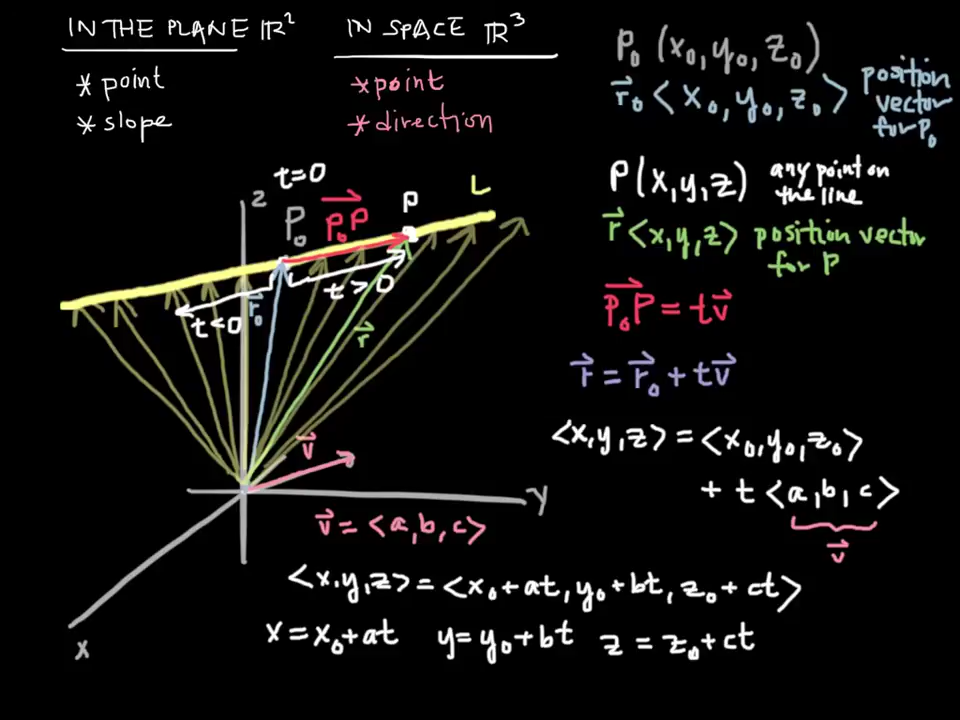 IN THE PLANE ℝ²
* point
* slope
IN SPACE ℝ³
* point
* direction
P₀ (x₀, y₀, z₀)
r⃗₀ < x₀, y₀, z₀ > position vector for P₀
P(x,y,z) any point on the line
r⃗ <x,y,z> position vector for P
P₀P⃗ = tv⃗
r⃗ = r⃗₀ + tv⃗
<x,y,z> = <x₀,y₀,z₀>
+ t <a,b,c>
v⃗
z
t=0
P₀
P₀P⃗
P
L
t<0
r⃗₀
t>0
r⃗
v⃗
y
x
v⃗ = <a,b,c>
<x,y,z> = <x₀+at, y₀+bt, z₀+ct>
x = x₀+at y = y₀+bt z = z₀+ct